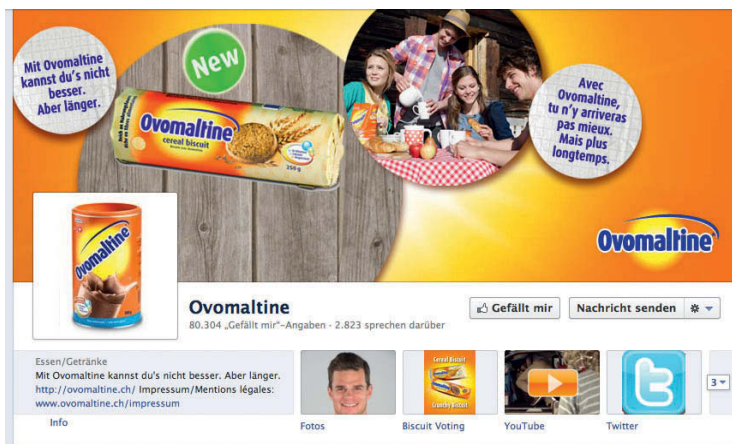 Mit Ovomaltine
kannst du's nicht
besser.
Aber länger.
New
Ovomaltine
cereal biscuit
250 g
Avec
Ovomaltine,
tu n'y arriveras
pas mieux.
Mais plus
longtemps.
Ovomaltine
Ovomaltine
Ovomaltine
80.304 „Gefällt mir“-Angaben · 2.823 sprechen darüber
Gefällt mir
Nachricht senden
Essen/Getränke
Mit Ovomaltine kannst du's nicht besser. Aber länger.
http://ovomaltine.ch/ Impressum/Mentions légales:
www.ovomaltine.ch/impressum
Info
Cereal Biscuit
Crunchy Biscuit
3
Fotos
Biscuit Voting
YouTube
Twitter